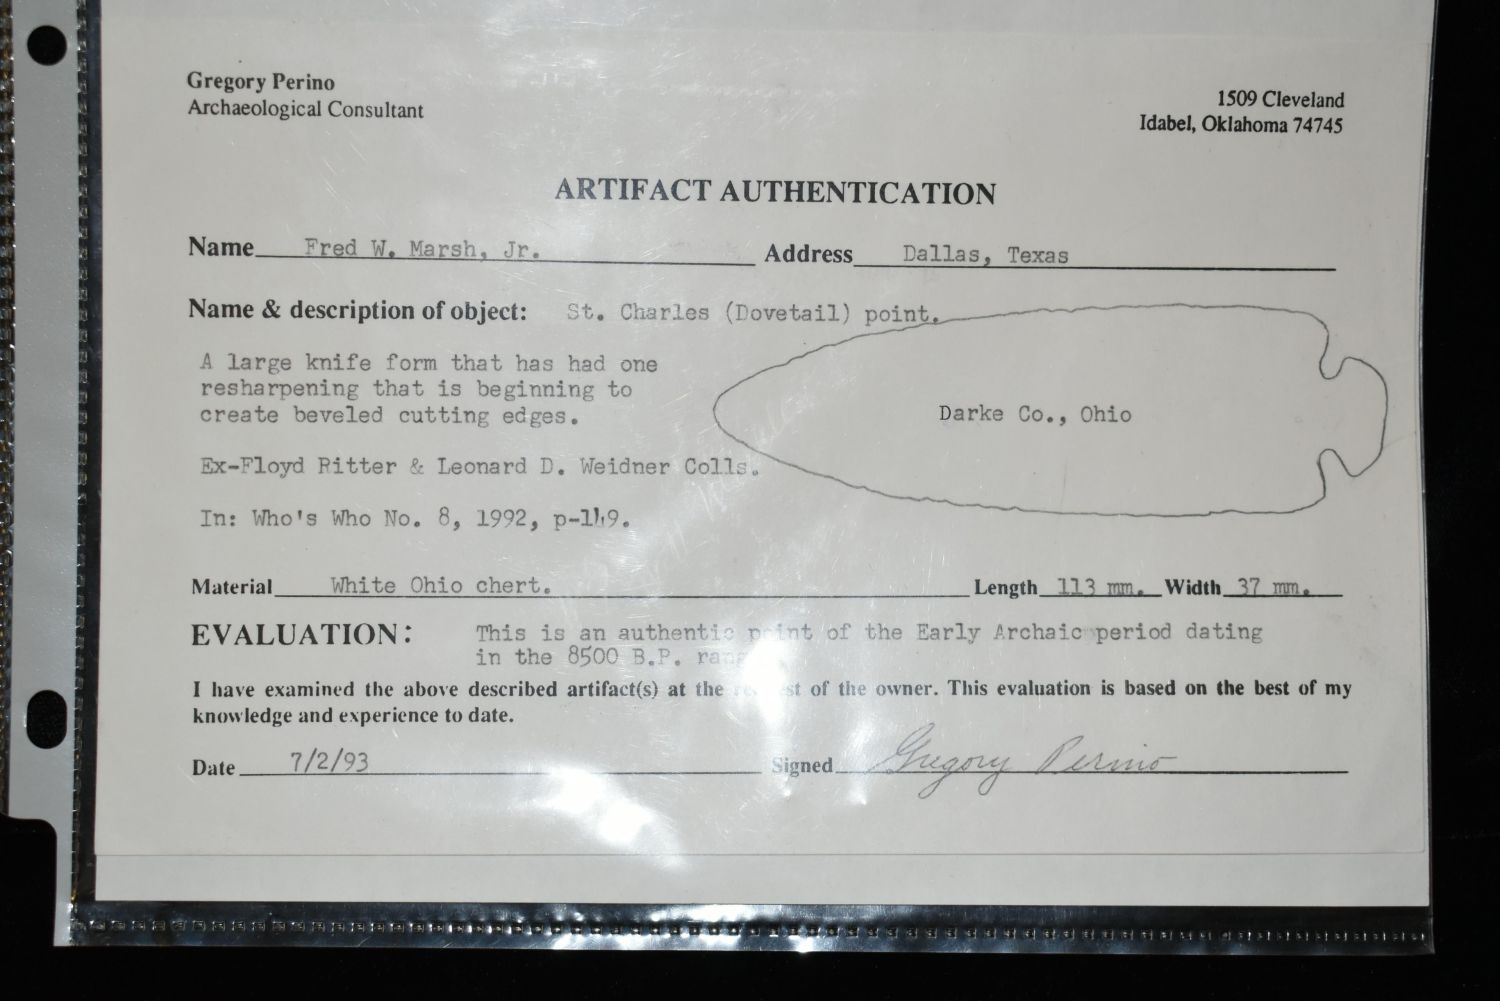 Gregory Perino
Archaeological Consultant
1509 Cleveland
Idabel, Oklahoma 74745
ARTIFACT AUTHENTICATION
Name Fred W. Marsh, Jr. Address Dallas, Texas
Name & description of object: St. Charles (Dovetail) point.
A large knife form that has had one
resharpening that is beginning to
create beveled cutting edges.
Darke Co., Ohio
Ex-Floyd Ritter & Leonard D. Weidner Colls.
In: Who's Who No. 8, 1992,
Material White Ohio chert. Length 113 mm. Width 37 mm.
EVALUATION: This is an authentic point of the Early Archaic period dating
in the 8500 B.P.
I have examined the above described artifact(s) at the of the owner. This evaluation is based on the best of my
knowledge and experience to date.
Date 7/2/93 Signed Gregory Perino